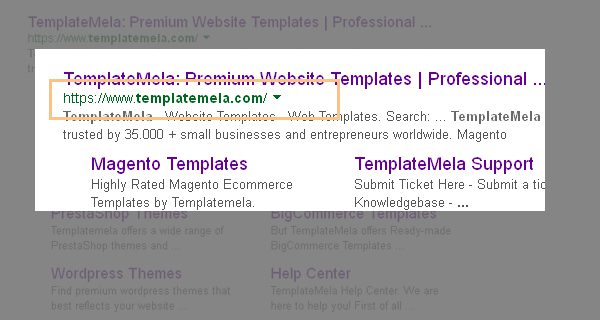 TemplateMela: Premium Website Templates | Professional ...
https://www.templatemela.com/
TemplateMela: Premium Website Templates | Professional ...
https://www.templatemela.com/
TemplateMela - Website Templates - Web Templates. Search: ... TemplateMela
trusted by 35.000 + small businesses and entrepreneurs worldwide. Magento
Magento Templates
Highly Rated Magento Ecommerce
Templates by Templatemela.
TemplateMela Support
Submit Ticket Here - Submit a tic
Knowledgebase - ...
PrestaShop Themes
Templatemela offers a wide range of
PrestaShop themes and ...
BigCommerce Templates
But TemplateMela offers Ready-made
BigCommerce Templates ...
Wordpress Themes
Find premium wordpress themes that
best reflects your website ...
Help Center
TemplateMela Help Center. We are
here to help you! First of all ...